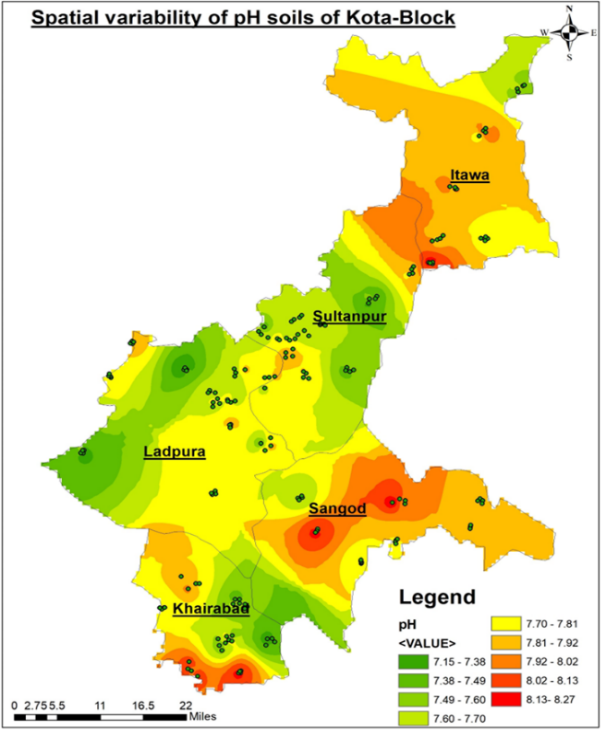 Spatial variability of pH soils of Kota-Block
N
W E
S
Itawa
Sultanpur
Ladpura
Sangod
Khairabad
Legend
pH
<VALUE>
7.15 - 7.38
7.38 - 7.49
7.49 - 7.60
7.60 - 7.70
7.70 - 7.81
7.81 - 7.92
7.92 - 8.02
8.02 - 8.13
8.13- 8.27
0 2.75 5.5 11 16.5 22
Miles